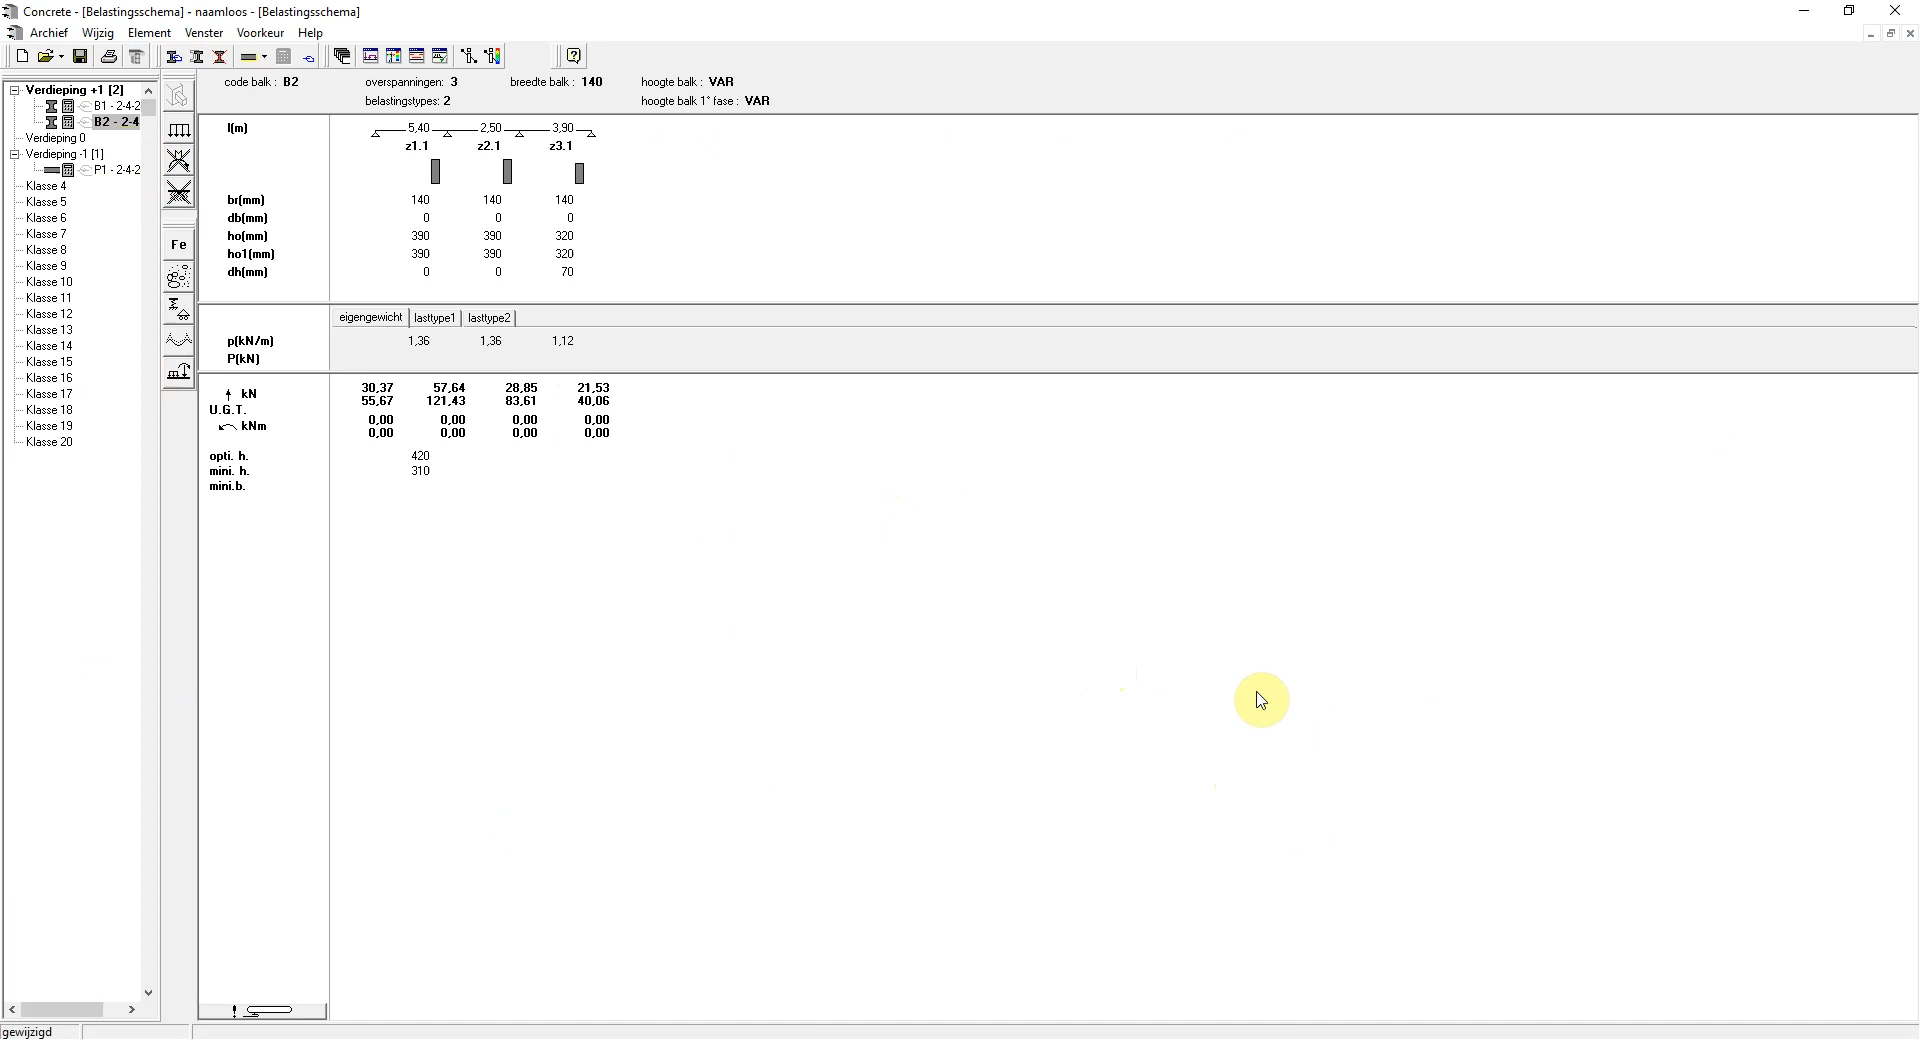 Concrete - [Belastingsschema] - naamloos - [Belastingsschema]
Archief Wijzig Element Venster Voorkeur Help
Verdieping +1 [2]
B1 - 2-4-2
B2 - 2-4
Verdieping 0
Verdieping -1 [1]
P1 - 2-4-2
Klasse 4
Klasse 5
Klasse 6
Klasse 7
Klasse 8
Klasse 9
Klasse 10
Klasse 11
Klasse 12
Klasse 13
Klasse 14
Klasse 15
Klasse 16
Klasse 17
Klasse 18
Klasse 19
Klasse 20
Fe
code balk : B2 overspanningen: 3 breedte balk : 140 hoogte balk : VAR
belastingstypes: 2 hoogte balk 1° fase : VAR
l(m) 5,40 2,50 3,90
z1.1 z2.1 z3.1
br(mm) 140 140 140
db(mm) 0 0 0
ho(mm) 390 390 320
ho1(mm) 390 390 320
dh(mm) 0 0 70
eigengewicht lasttype1 lasttype2
p(kN/m) 1,36 1,36 1,12
P(kN)
kN 30,37 57,64 28,85 21,53
55,67 121,43 83,61 40,06
U.G.T.
kNm 0,00 0,00 0,00 0,00
0,00 0,00 0,00 0,00
opti. h. 420
mini. h. 310
mini.b.
gewijzigd